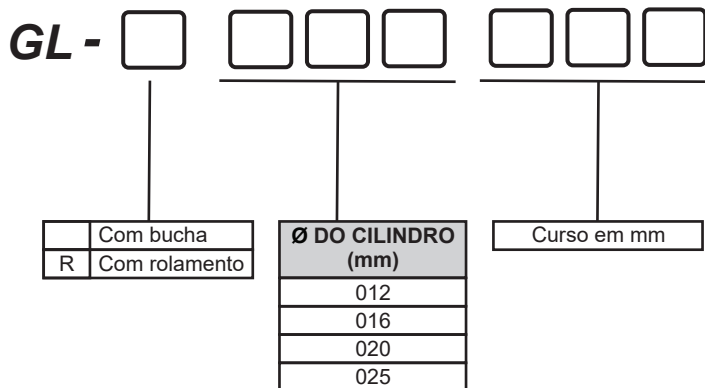 GL -
Com bucha
R Com rolamento
Ø DO CILINDRO
(mm)
012
016
020
025
Curso em mm